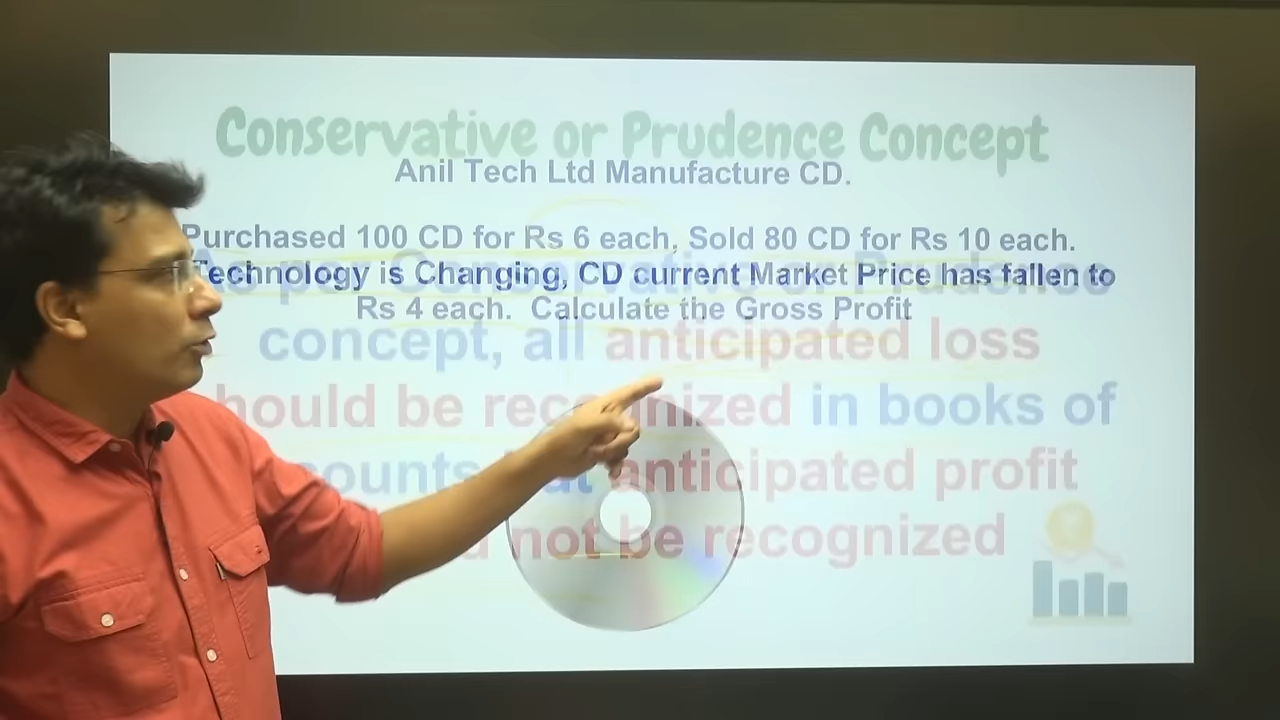 Conservative or Prudence Concept
Anil Tech Ltd Manufacture CD.
Purchased 100 CD for Rs 6 each, Sold 80 CD for Rs 10 each.
Technology is Changing, CD current Market Price has fallen to
Rs 4 each. Calculate the Gross Profit
Prudence
concept, all anticipated loss
be recognized in books of
anticipated profit
not be recognized